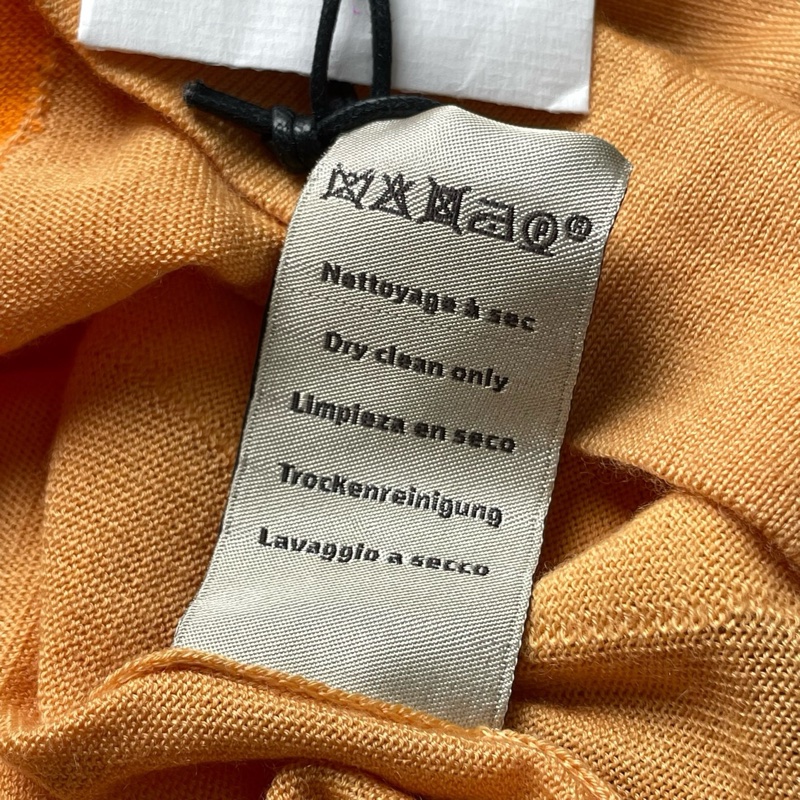 Nettoyage à sec
Dry clean only
Limpieza en seco
Trockenreinigung
Lavaggio a secco